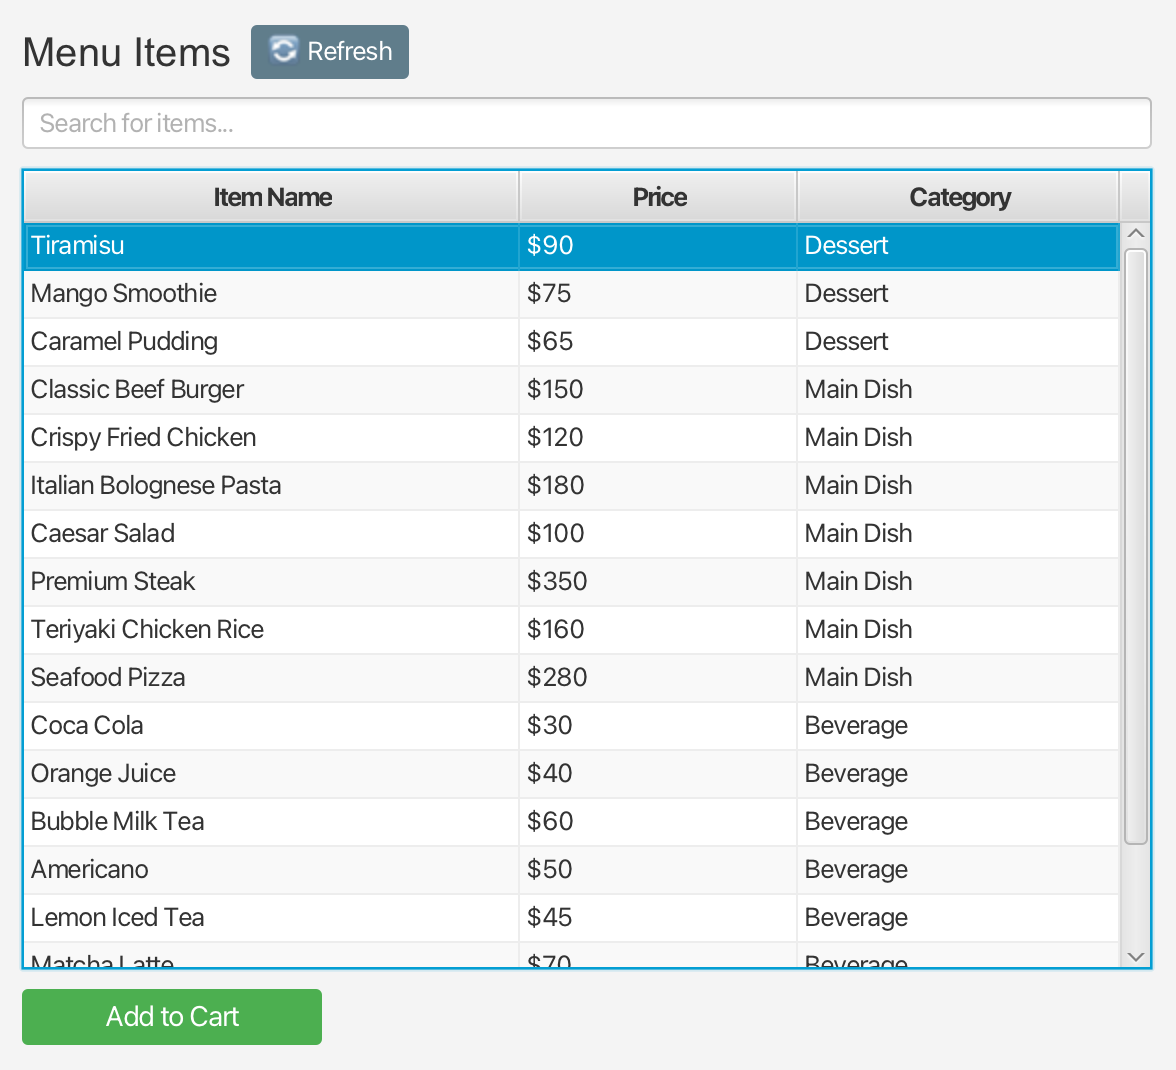 Menu Items Refresh
Search for items...
Item Name Price Category
Tiramisu $90 Dessert
Mango Smoothie $75 Dessert
Caramel Pudding $65 Dessert
Classic Beef Burger $150 Main Dish
Crispy Fried Chicken $120 Main Dish
Italian Bolognese Pasta $180 Main Dish
Caesar Salad $100 Main Dish
Premium Steak $350 Main Dish
Teriyaki Chicken Rice $160 Main Dish
Seafood Pizza $280 Main Dish
Coca Cola $30 Beverage
Orange Juice $40 Beverage
Bubble Milk Tea $60 Beverage
Americano $50 Beverage
Lemon Iced Tea $45 Beverage
Matcha Latte $70 Beverage
Add to Cart